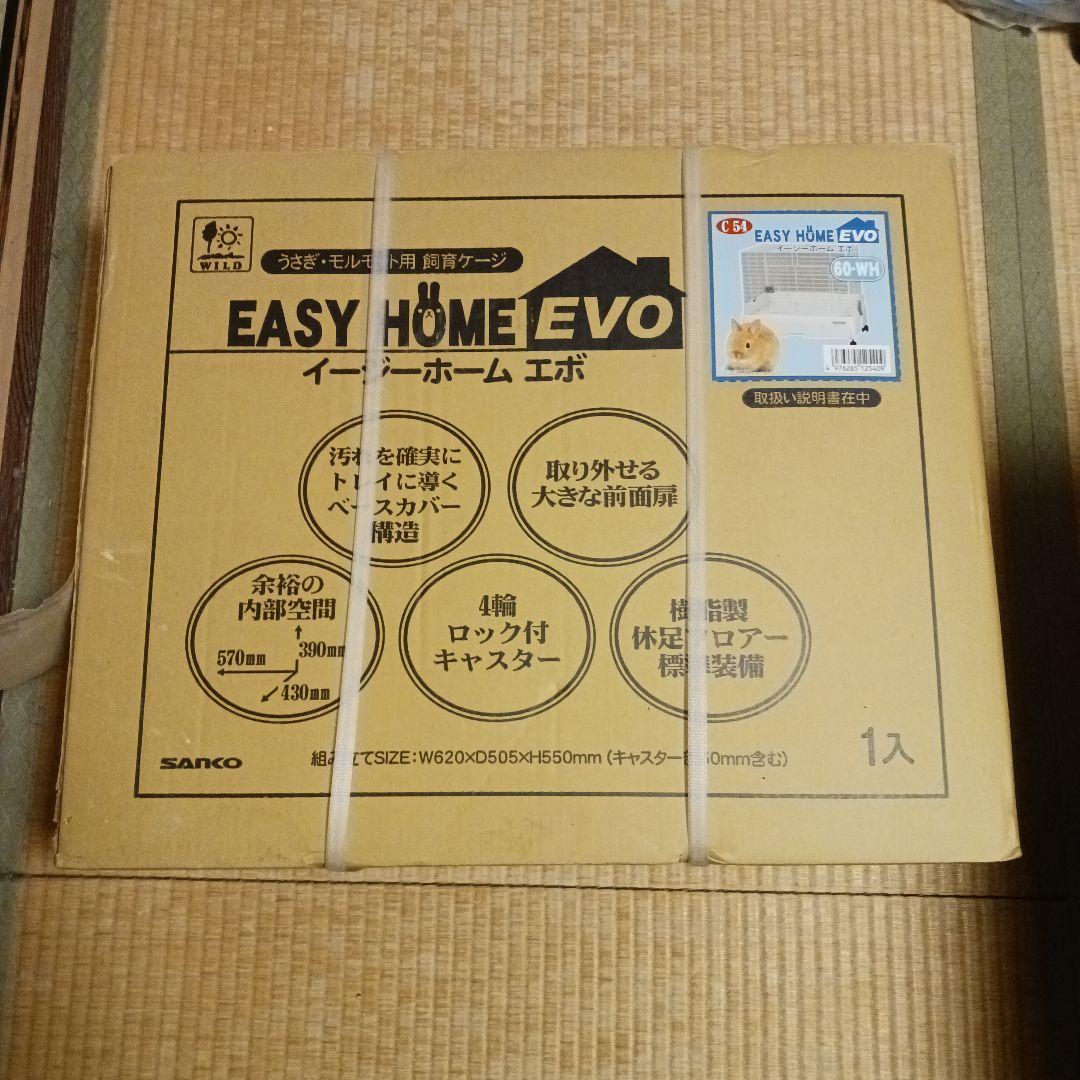 WILD
うさぎ・モルモット用 飼育ケージ
EASY HOME EVO
イージーホーム エボ
C 54
EASY HOME EVO
イージーホーム エボ
60-WH
4 976285 125409
取扱い説明書在中
汚れを確実に
トレイに導く
ベースカバー
構造
取り外せる
大きな前面扉
余裕の
内部空間
390mm
570mm
430mm
4輪
ロック付
キャスター
樹脂製
休足フロアー
標準装備
SANKO
組み立てSIZE:W620×D505×H550mm (キャスター部50mm含む)
1入